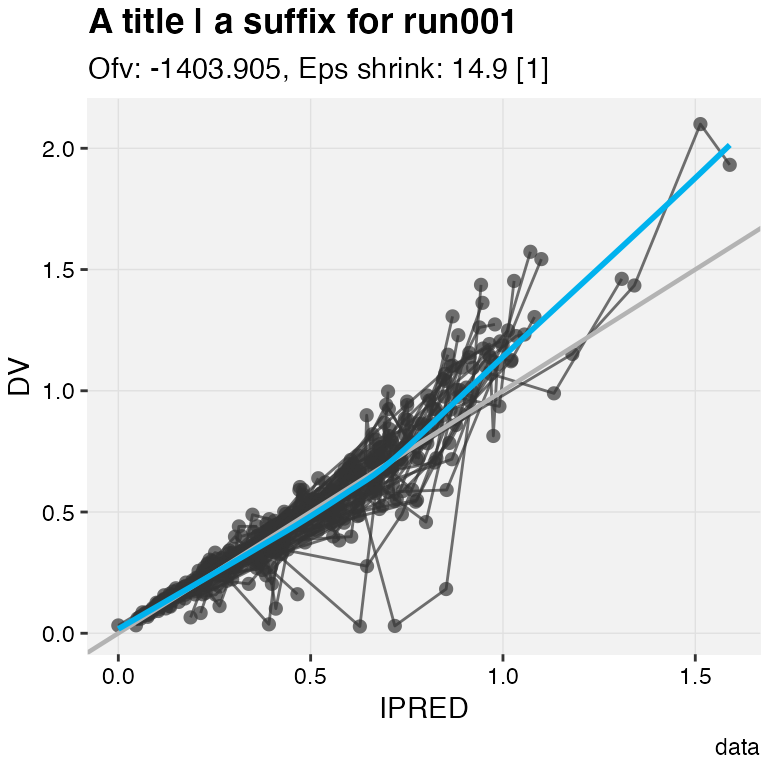 A title | a suffix for run001
Ofv: -1403.905, Eps shrink: 14.9 [1]
DV
2.0
1.5
1.0
0.5
0.0
0.0 0.5 1.0 1.5
IPRED
data